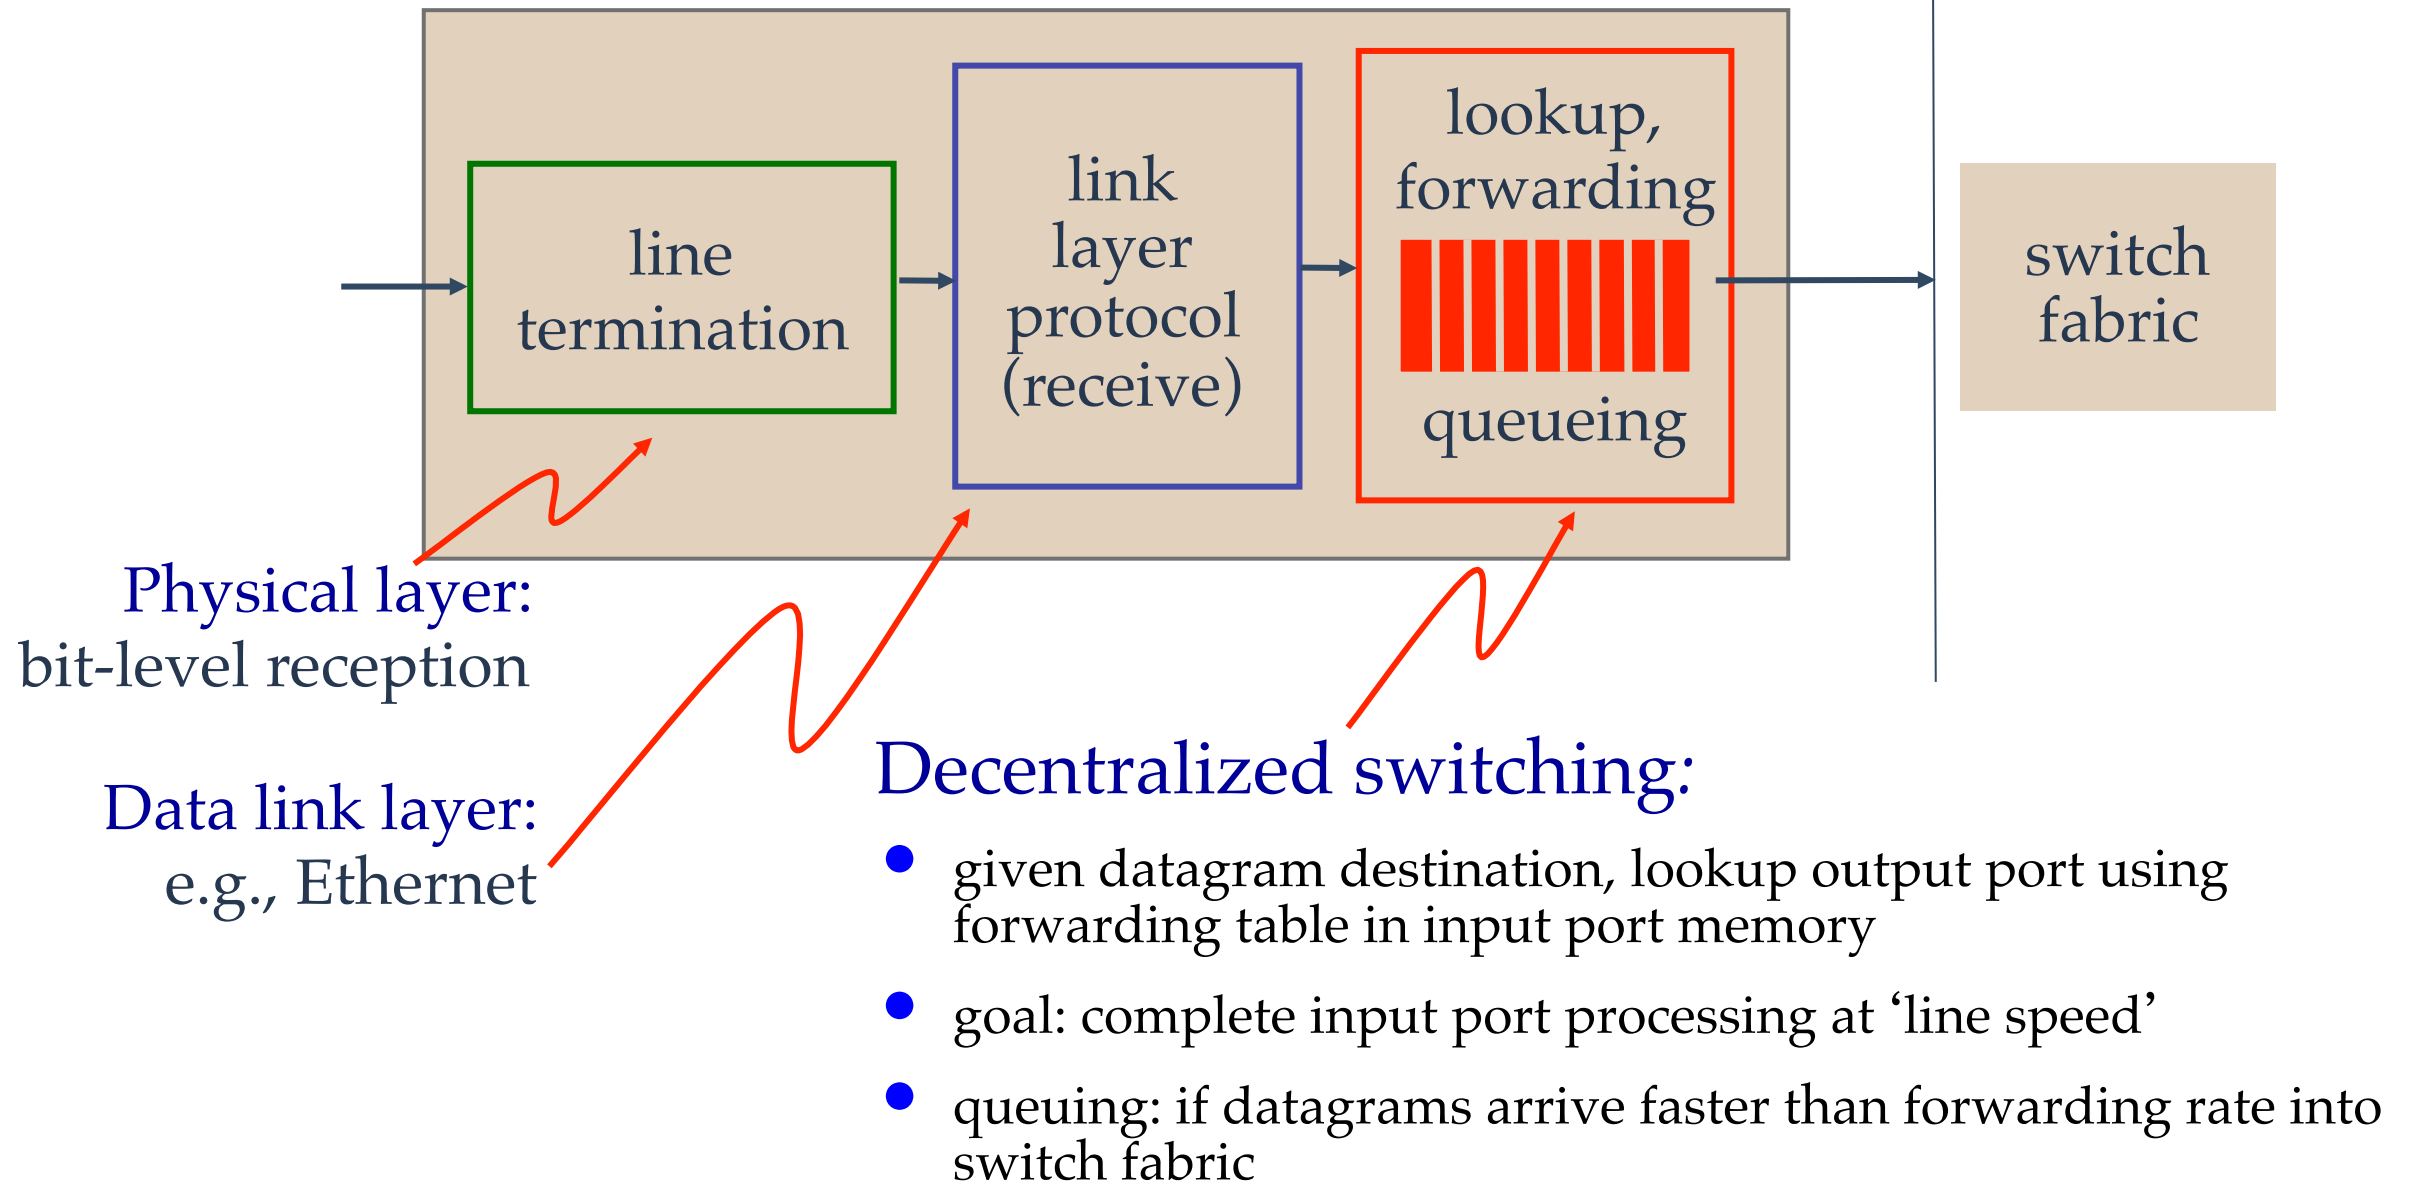 line
termination
link
layer
protocol
(receive)
lookup,
forwarding
queueing
switch
fabric
Physical layer:
bit-level reception
Data link layer:
e.g., Ethernet
Decentralized switching:
● given datagram destination, lookup output port using
forwarding table in input port memory
● goal: complete input port processing at ‘line speed’
● queuing: if datagrams arrive faster than forwarding rate into
switch fabric